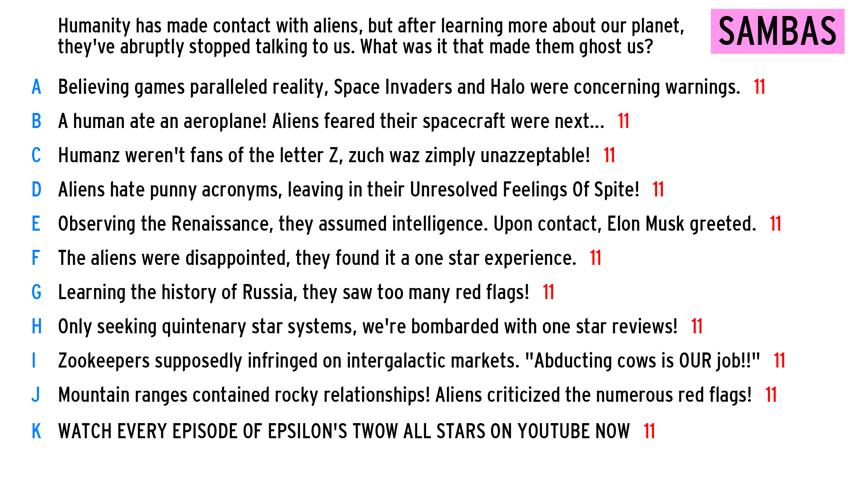 Humanity has made contact with aliens, but after learning more about our planet,
they've abruptly stopped talking to us. What was it that made them ghost us?
SAMBAS
A Believing games paralleled reality, Space Invaders and Halo were concerning warnings. 11
B A human ate an aeroplane! Aliens feared their spacecraft were next... 11
C Humanz weren't fans of the letter Z, zuch waz zimply unazzeptable! 11
D Aliens hate punny acronyms, leaving in their Unresolved Feelings Of Spite! 11
E Observing the Renaissance, they assumed intelligence. Upon contact, Elon Musk greeted. 11
F The aliens were disappointed, they found it a one star experience. 11
G Learning the history of Russia, they saw too many red flags! 11
H Only seeking quintenary star systems, we're bombarded with one star reviews! 11
I Zookeepers supposedly infringed on intergalactic markets. "Abducting cows is OUR job!!" 11
J Mountain ranges contained rocky relationships! Aliens criticized the numerous red flags! 11
K WATCH EVERY EPISODE OF EPSILON'S TWOW ALL STARS ON YOUTUBE NOW 11